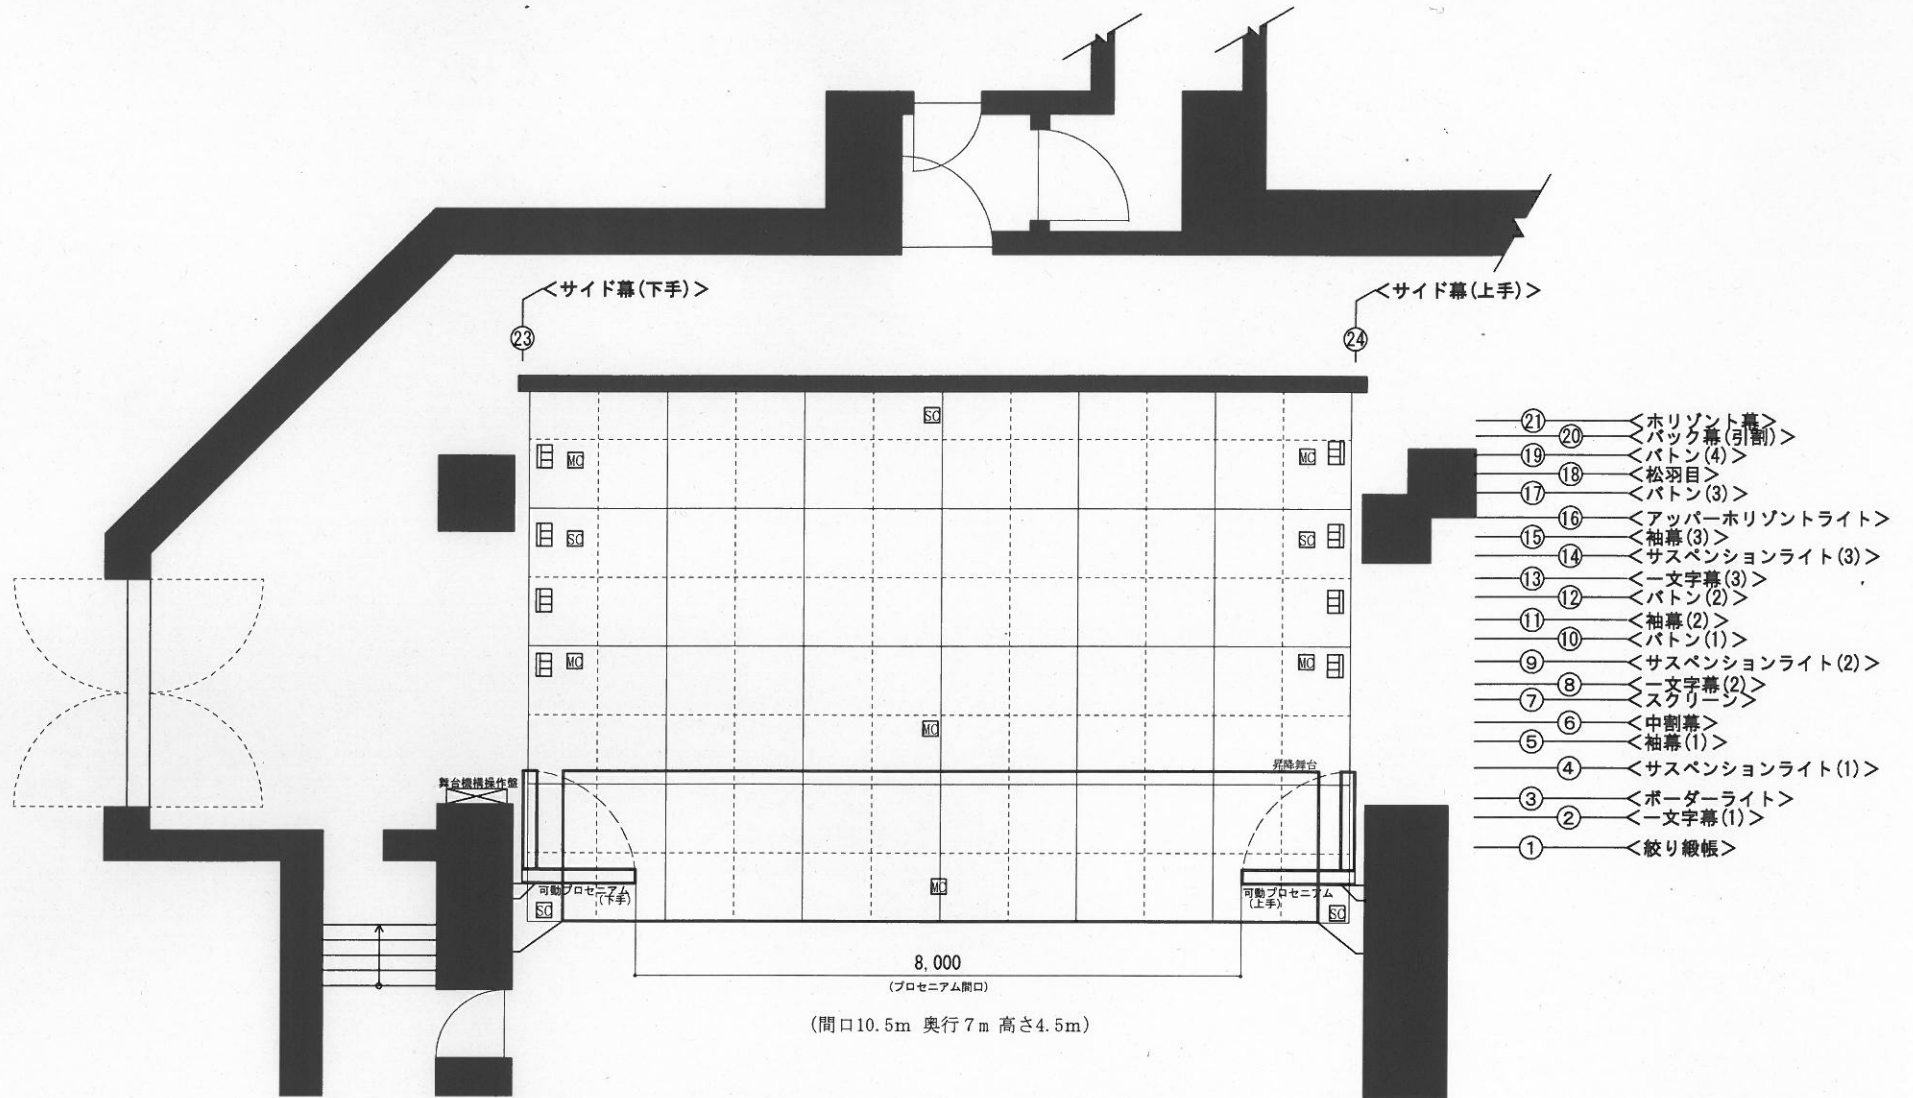 <サイド幕(下手)>
<サイド幕(上手)>
23
24
SC
MC
MC
SC
SC
MC
MC
MC
昇降舞台
舞台機構操作盤
MC
可動プロセニアム
(下手)
可動プロセニアム
(上手)
SC
SC
8,000
(プロセニアム間口)
(間口10.5m 奥行7m 高さ4.5m)
21 <ホリゾント幕>
20 <バック幕(引割)>
19 <バトン(4)>
18 <松羽目>
17 <バトン(3)>
16 <アッパーホリゾントライト>
15 <袖幕(3)>
14 <サスペンションライト(3)>
13 <一文字幕(3)>
12 <バトン(2)>
11 <袖幕(2)>
10 <バトン(1)>
9 <サスペンションライト(2)>
8 <一文字幕(2)>
7 <スクリーン>
6 <中割幕>
5 <袖幕(1)>
4 <サスペンションライト(1)>
3 <ボーダーライト>
2 <一文字幕(1)>
1 <絞り緞帳>